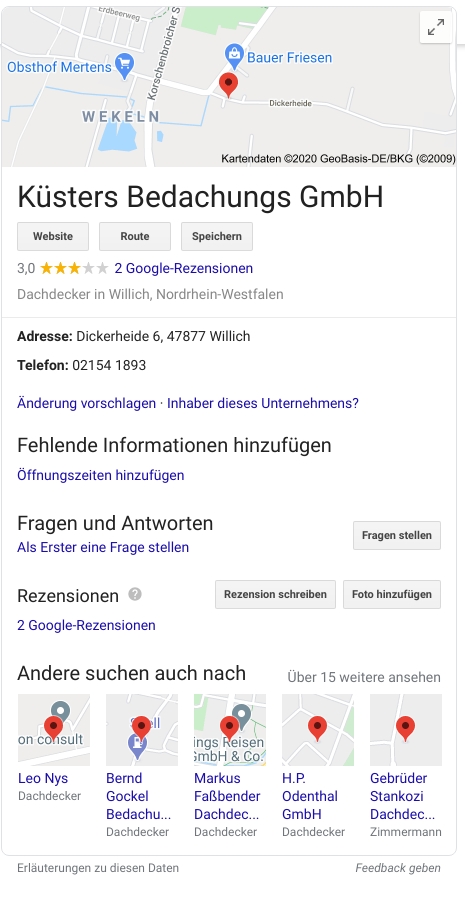 Erdbeerweg
Korschenbroicher S
Obsthof Mertens
Bauer Friesen
Dickerheide
WEKELN
Kartendaten ©2020 GeoBasis-DE/BKG (©2009)
Küsters Bedachungs GmbH
Website Route Speichern
3,0 2 Google-Rezensionen
Dachdecker in Willich, Nordrhein-Westfalen
Adresse: Dickerheide 6, 47877 Willich
Telefon: 02154 1893
Änderung vorschlagen · Inhaber dieses Unternehmens?
Fehlende Informationen hinzufügen
Öffnungszeiten hinzufügen
Fragen und Antworten
Fragen stellen
Als Erster eine Frage stellen
Rezensionen ? Rezension schreiben Foto hinzufügen
2 Google-Rezensionen
Andere suchen auch nach Über 15 weitere ansehen
on consult
ings Reisen
GmbH & Co.
Leo Nys
Dachdecker
Bernd
Gockel
Bedachu...
Dachdecker
Markus
Faßbender
Dachdec...
Dachdecker
H.P.
Odenthal
GmbH
Dachdecker
Gebrüder
Stankozi
Dachdec...
Zimmermann
Erläuterungen zu diesen Daten Feedback geben